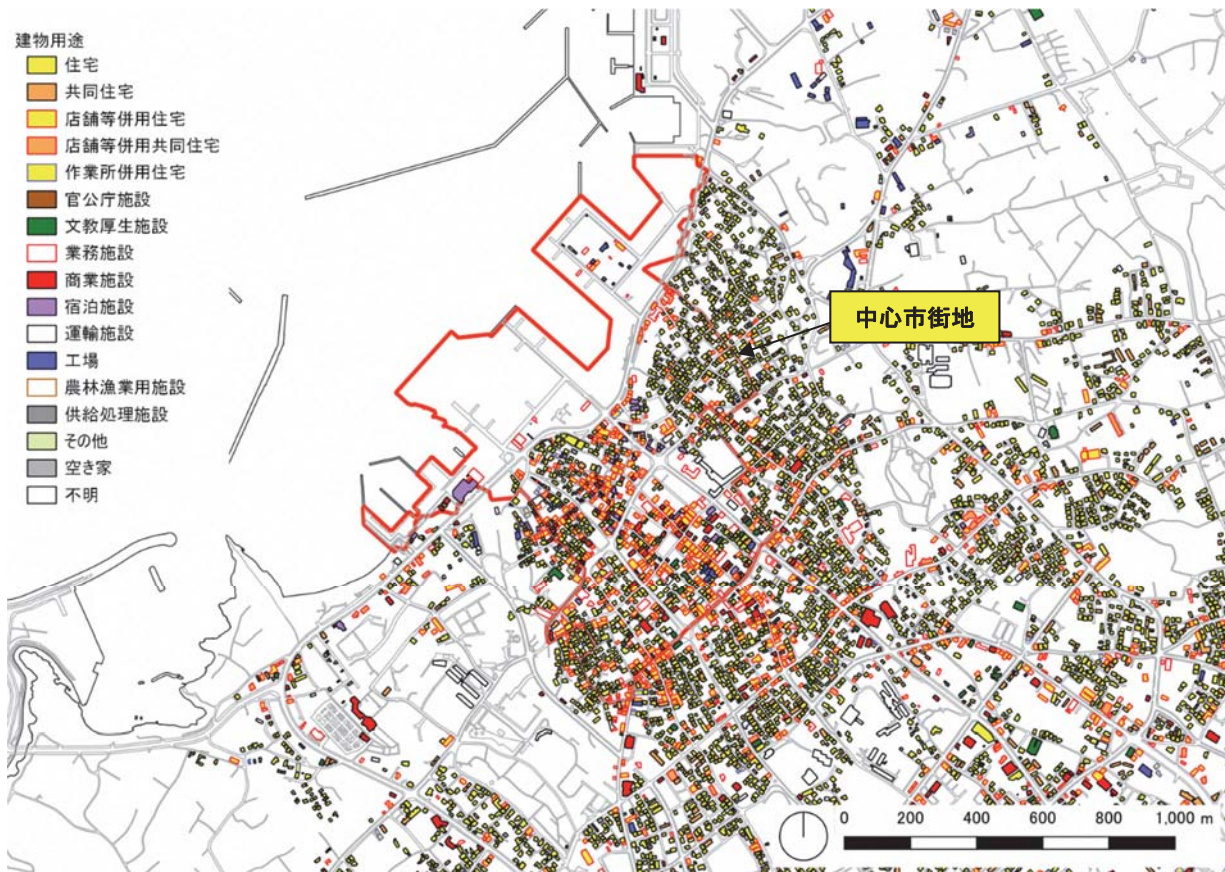 建物用途
住宅
共同住宅
店舗等併用住宅
店舗等併用共同住宅
作業所併用住宅
官公庁施設
文教厚生施設
業務施設
商業施設
宿泊施設
運輸施設
工場
農林漁業用施設
供給処理施設
その他
空き家
不明
中心市街地
0 200 400 600 800 1,000 m